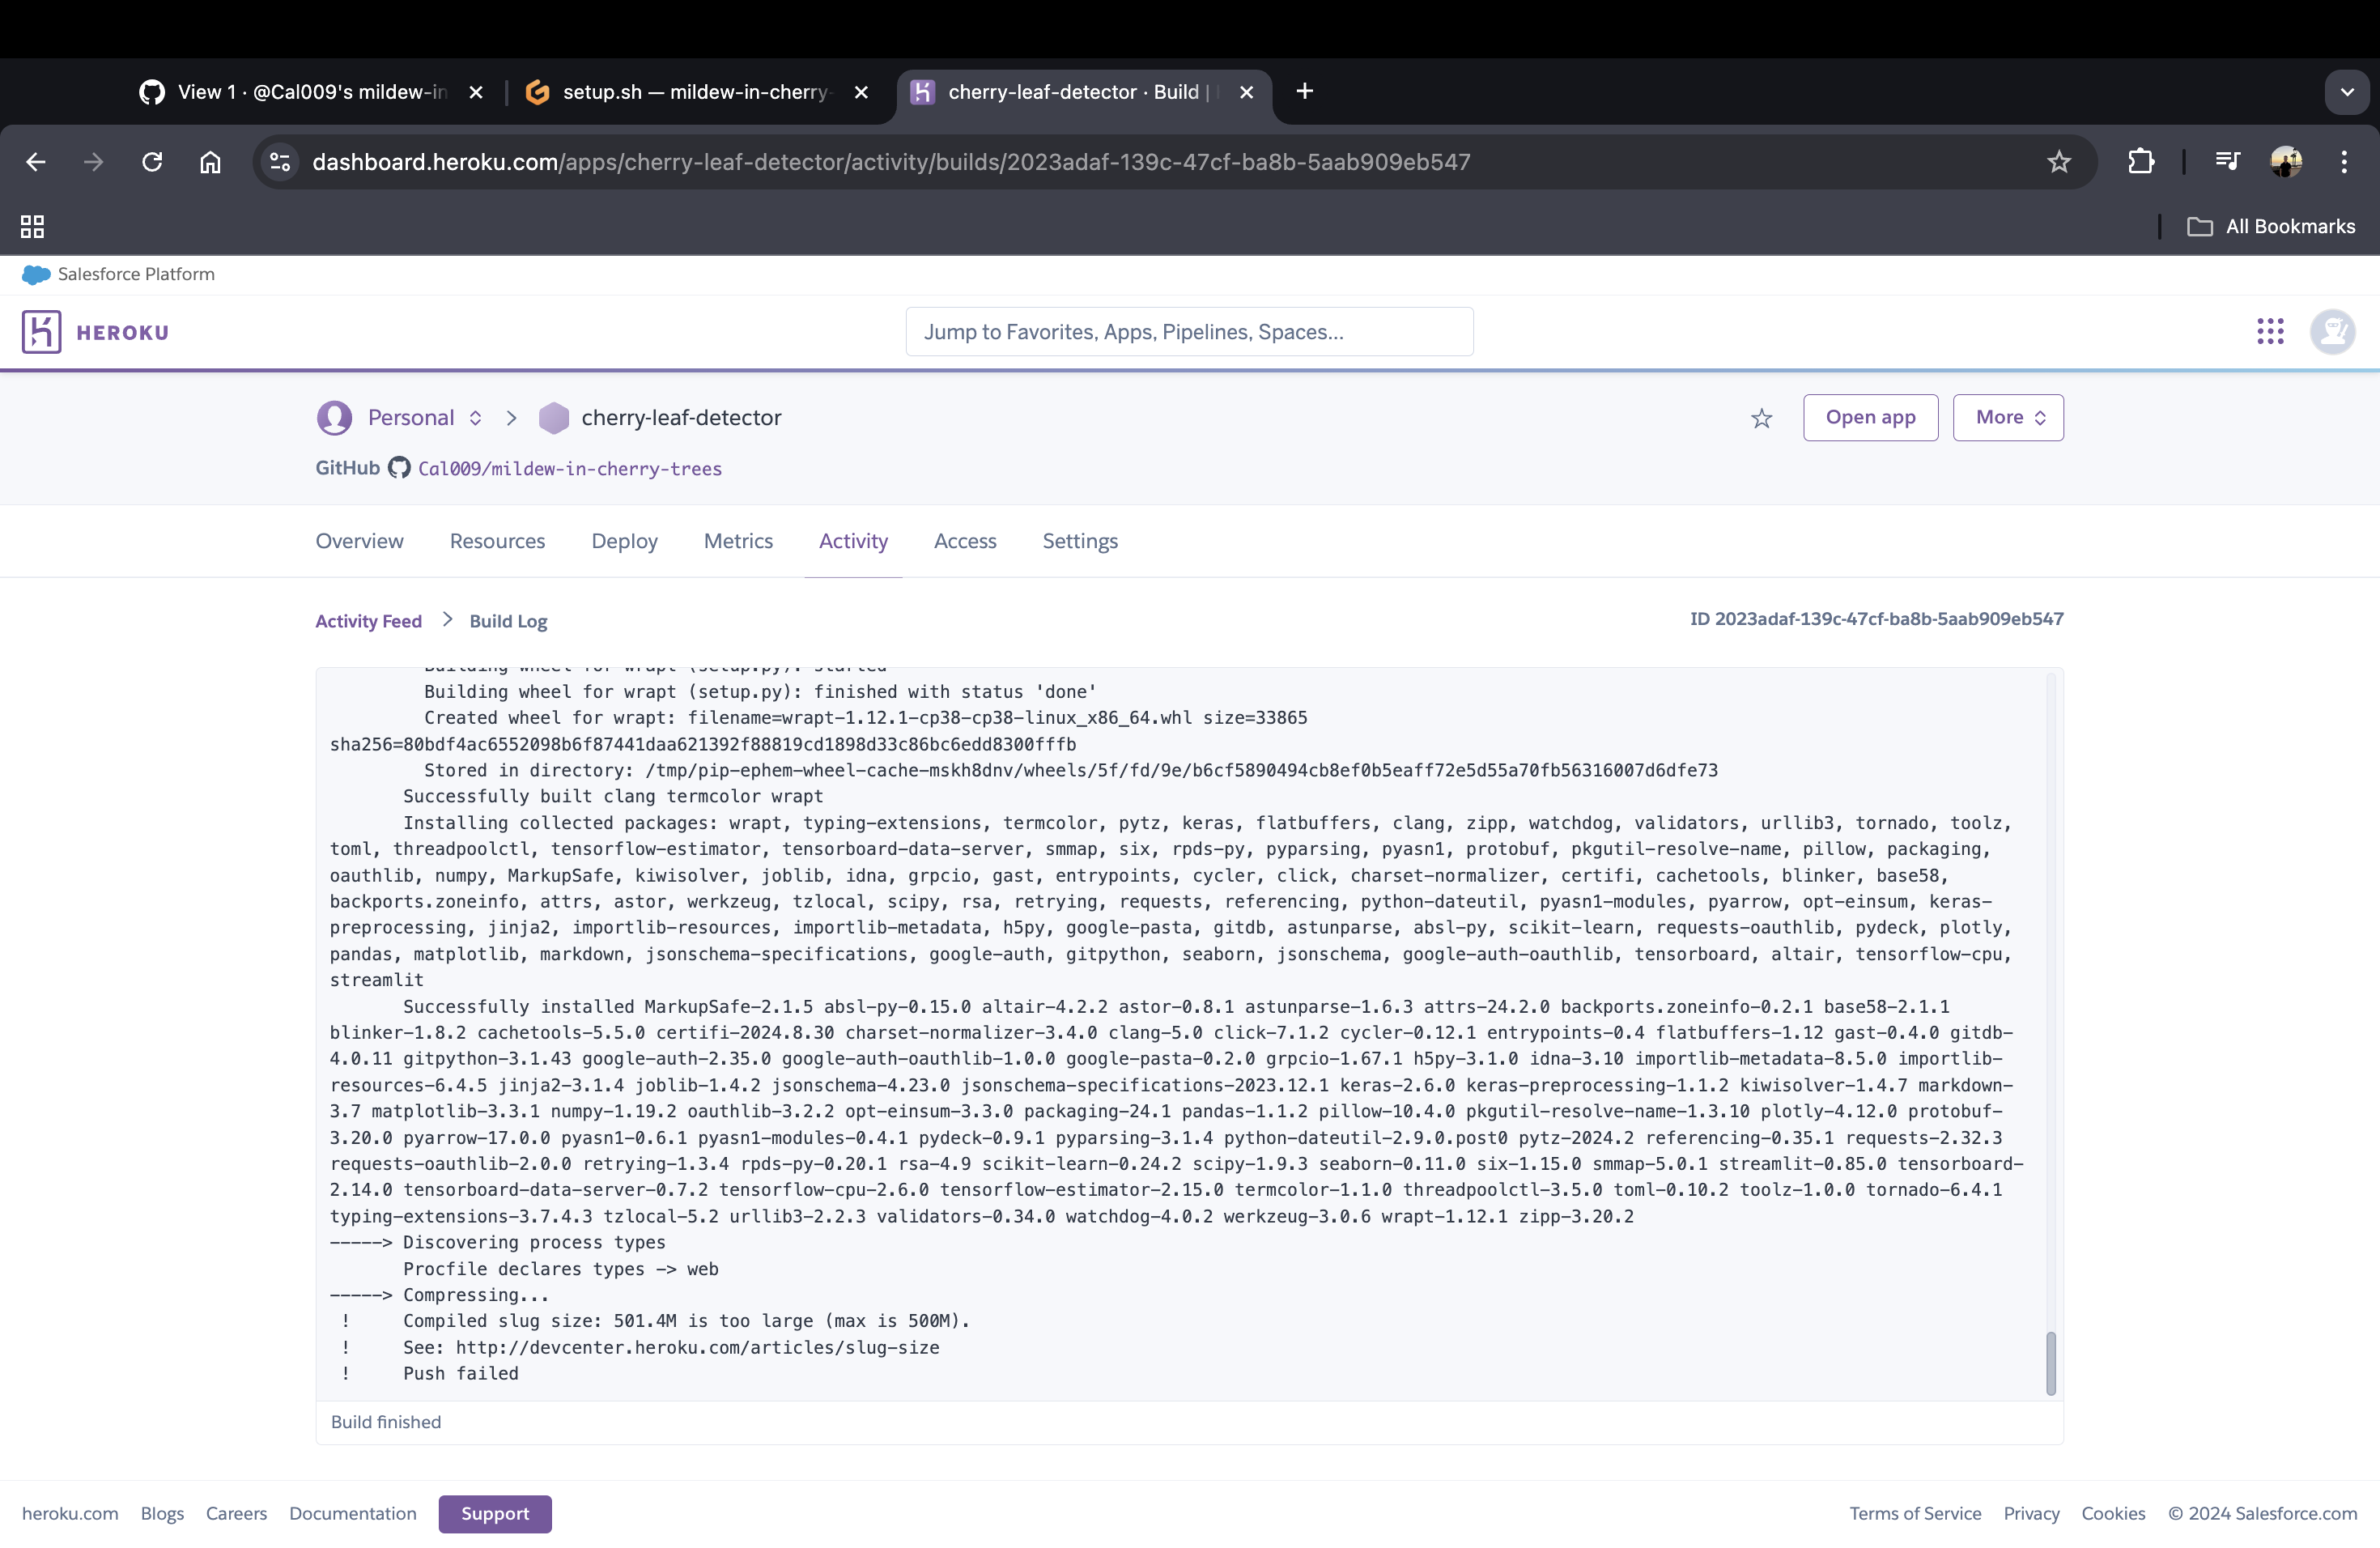 View 1 · @Cal009's mildew-in
setup.sh — mildew-in-cherry-
cherry-leaf-detector · Build |
dashboard.heroku.com/apps/cherry-leaf-detector/activity/builds/2023adaf-139c-47cf-ba8b-5aab909eb547
All Bookmarks
Salesforce Platform
HEROKU
Jump to Favorites, Apps, Pipelines, Spaces...
Personal
cherry-leaf-detector
Open app
More
GitHub Cal009/mildew-in-cherry-trees
Overview Resources Deploy Metrics Activity Access Settings
Activity Feed
Build Log
ID 2023adaf-139c-47cf-ba8b-5aab909eb547
Building wheel for wrapt (setup.py): started
Building wheel for wrapt (setup.py): finished with status 'done'
Created wheel for wrapt: filename=wrapt-1.12.1-cp38-cp38-linux_x86_64.whl size=33865
sha256=80bdf4ac6552098b6f87441daa621392f88819cd1898d33c86bc6edd8300fffb
Stored in directory: /tmp/pip-ephem-wheel-cache-mskh8dnv/wheels/5f/fd/9e/b6cf5890494cb8ef0b5eaff72e5d55a70fb56316007d6dfe73
Successfully built clang termcolor wrapt
Installing collected packages: wrapt, typing-extensions, termcolor, pytz, keras, flatbuffers, clang, zipp, watchdog, validators, urllib3, tornado, toolz,
toml, threadpoolctl, tensorflow-estimator, tensorboard-data-server, smmap, six, rpds-py, pyparsing, pyasn1, protobuf, pkgutil-resolve-name, pillow, packaging,
oauthlib, numpy, MarkupSafe, kiwisolver, joblib, idna, grpcio, gast, entrypoints, cycler, click, charset-normalizer, certifi, cachetools, blinker, base58,
backports.zoneinfo, attrs, astor, werkzeug, tzlocal, scipy, rsa, retrying, requests, referencing, python-dateutil, pyasn1-modules, pyarrow, opt-einsum, keras-
preprocessing, jinja2, importlib-resources, importlib-metadata, h5py, google-pasta, gitdb, astunparse, absl-py, scikit-learn, requests-oauthlib, pydeck, plotly,
pandas, matplotlib, markdown, jsonschema-specifications, google-auth, gitpython, seaborn, jsonschema, google-auth-oauthlib, tensorboard, altair, tensorflow-cpu,
streamlit
Successfully installed MarkupSafe-2.1.5 absl-py-0.15.0 altair-4.2.2 astor-0.8.1 astunparse-1.6.3 attrs-24.2.0 backports.zoneinfo-0.2.1 base58-2.1.1
blinker-1.8.2 cachetools-5.5.0 certifi-2024.8.30 charset-normalizer-3.4.0 clang-5.0 click-7.1.2 cycler-0.12.1 entrypoints-0.4 flatbuffers-1.12 gast-0.4.0 gitdb-
4.0.11 gitpython-3.1.43 google-auth-2.35.0 google-auth-oauthlib-1.0.0 google-pasta-0.2.0 grpcio-1.67.1 h5py-3.1.0 idna-3.10 importlib-metadata-8.5.0 importlib-
resources-6.4.5 jinja2-3.1.4 joblib-1.4.2 jsonschema-4.23.0 jsonschema-specifications-2023.12.1 keras-2.6.0 keras-preprocessing-1.1.2 kiwisolver-1.4.7 markdown-
3.7 matplotlib-3.3.1 numpy-1.19.2 oauthlib-3.2.2 opt-einsum-3.3.0 packaging-24.1 pandas-1.1.2 pillow-10.4.0 pkgutil-resolve-name-1.3.10 plotly-4.12.0 protobuf-
3.20.0 pyarrow-17.0.0 pyasn1-0.6.1 pyasn1-modules-0.4.1 pydeck-0.9.1 pyparsing-3.1.4 python-dateutil-2.9.0.post0 pytz-2024.2 referencing-0.35.1 requests-2.32.3
requests-oauthlib-2.0.0 retrying-1.3.4 rpds-py-0.20.1 rsa-4.9 scikit-learn-0.24.2 scipy-1.9.3 seaborn-0.11.0 six-1.15.0 smmap-5.0.1 streamlit-0.85.0 tensorboard-
2.14.0 tensorboard-data-server-0.7.2 tensorflow-cpu-2.6.0 tensorflow-estimator-2.15.0 termcolor-1.1.0 threadpoolctl-3.5.0 toml-0.10.2 toolz-1.0.0 tornado-6.4.1
typing-extensions-3.7.4.3 tzlocal-5.2 urllib3-2.2.3 validators-0.34.0 watchdog-4.0.2 werkzeug-3.0.6 wrapt-1.12.1 zipp-3.20.2
-----> Discovering process types
Procfile declares types -> web
-----> Compressing...
! Compiled slug size: 501.4M is too large (max is 500M).
! See: http://devcenter.heroku.com/articles/slug-size
! Push failed
Build finished
heroku.com Blogs Careers Documentation Support
Terms of Service Privacy Cookies © 2024 Salesforce.com